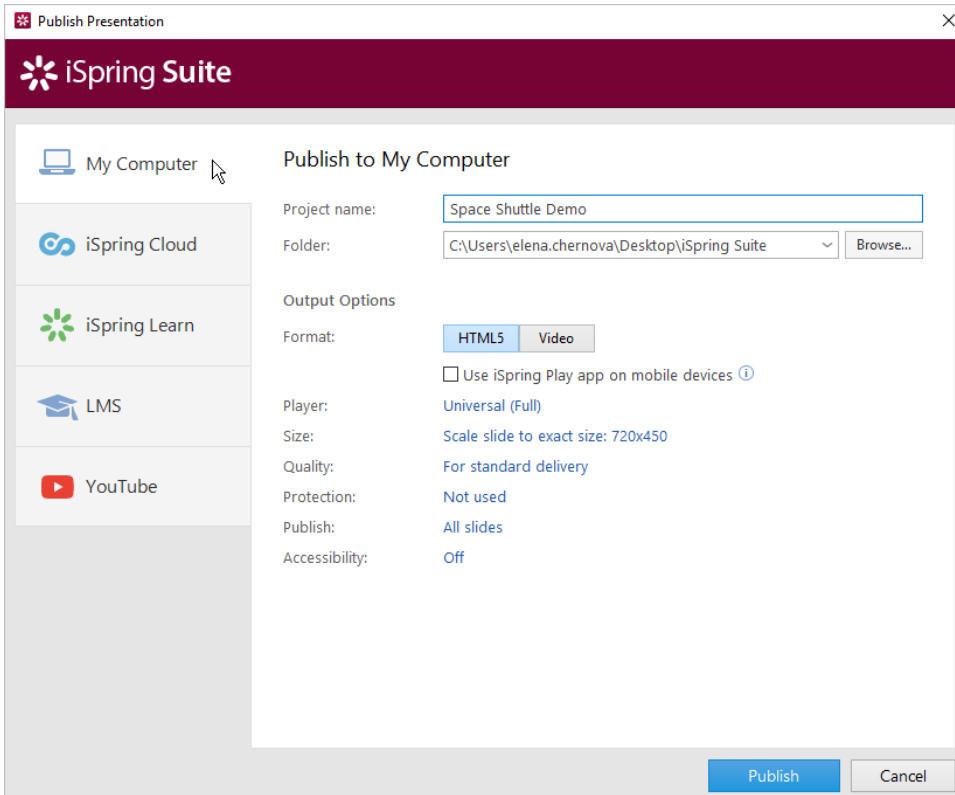 Publish Presentation
iSpring Suite
My Computer
iSpring Cloud
iSpring Learn
LMS
YouTube
Publish to My Computer
Project name: Space Shuttle Demo
Folder: C:\Users\elena.chernova\Desktop\iSpring Suite Browse...
Output Options
Format: HTML5 Video
Use iSpring Play app on mobile devices
Player: Universal (Full)
Size: Scale slide to exact size: 720x450
Quality: For standard delivery
Protection: Not used
Publish: All slides
Accessibility: Off
Publish Cancel